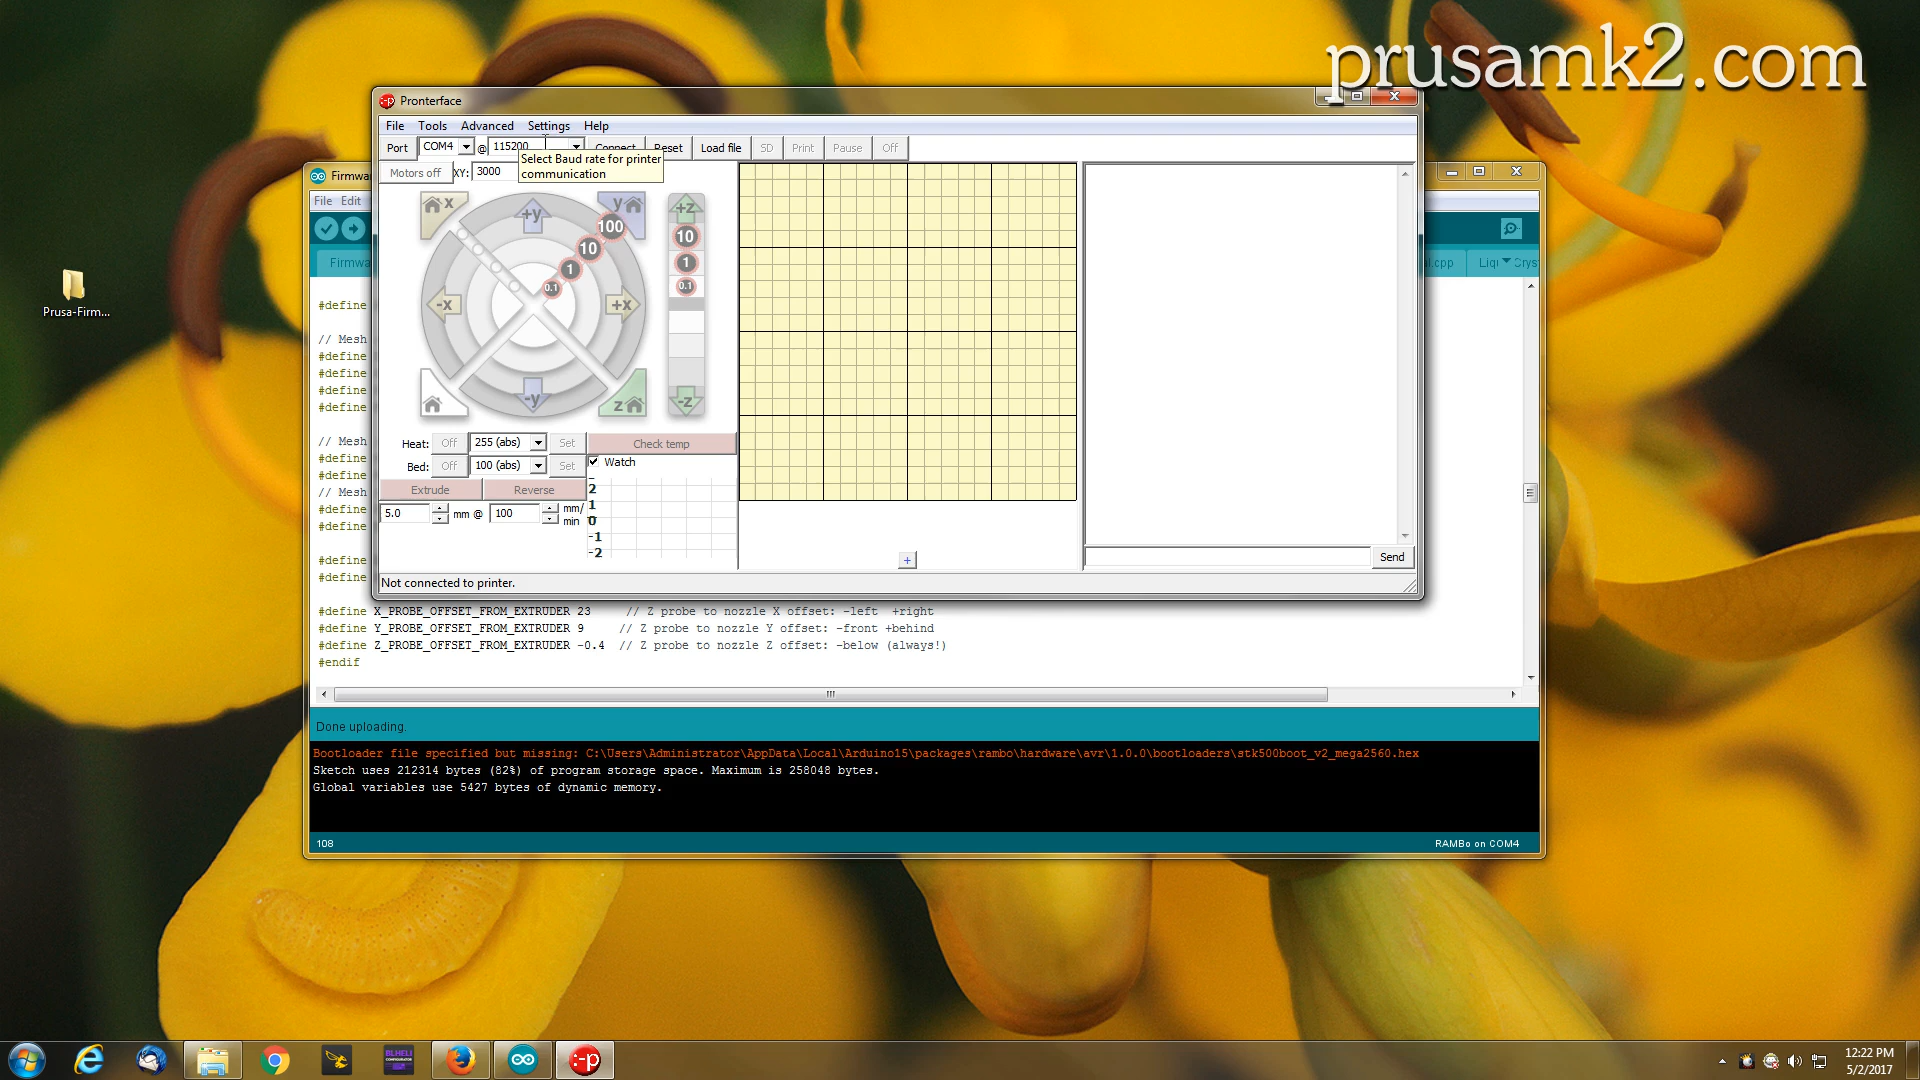 prusamk2.com
Pronterface
File Tools Advanced Settings Help
Port COM4 @ 115200 Connect Reset Load file SD Print Pause Off
Select Baud rate for printer
communication
Motors off XY: 3000
Firmwa
File Edit
Firmwa
al.cpp Liqu Cryst
x +y y
100
10
1
0.1
-x +x
-y z
+z
10
1
0.1
-z
Prusa-Firm...
#define
// Mesh
#define
#define
#define
#define
// Mesh
#define
#define
// Mesh
#define
#define
#define
#define
Heat: Off 255 (abs) Set Check temp
Bed: Off 100 (abs) Set Watch
Extrude Reverse
5.0 mm @ 100 mm/
min
2
1
0
-1
-2
+
Send
Not connected to printer.
#define X_PROBE_OFFSET_FROM_EXTRUDER 23 // Z probe to nozzle X offset: -left +right
#define Y_PROBE_OFFSET_FROM_EXTRUDER 9 // Z probe to nozzle Y offset: -front +behind
#define Z_PROBE_OFFSET_FROM_EXTRUDER -0.4 // Z probe to nozzle Z offset: -below (always!)
#endif
Done uploading.
Bootloader file specified but missing: C:\Users\Administrator\AppData\Local\Arduino15\packages\rambo\hardware\avr\1.0.0\bootloaders\stk500boot_v2_mega2560.hex
Sketch uses 212314 bytes (82%) of program storage space. Maximum is 258048 bytes.
Global variables use 5427 bytes of dynamic memory.
108
RAMBo on COM4
BLHELI
12:22 PM
5/2/2017